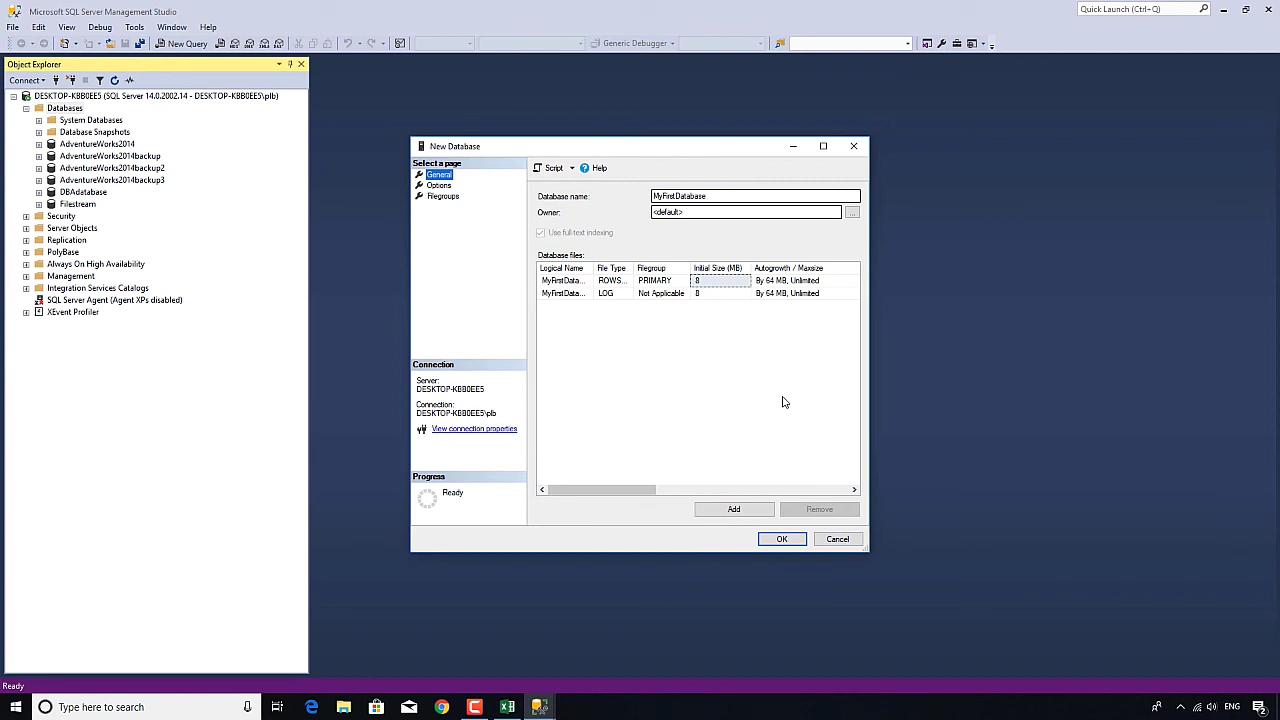 Microsoft SQL Server Management Studio
Quick Launch (Ctrl+Q)
File Edit View Debug Tools Window Help
New Query
Generic Debugger
Object Explorer
Connect
DESKTOP-KBB0EE5 (SQL Server 14.0.2002.14 - DESKTOP-KBB0EE5\plb)
Databases
System Databases
Database Snapshots
AdventureWorks2014
AdventureWorks2014backup
AdventureWorks2014backup2
AdventureWorks2014backup3
DBAdatabase
Filestream
Security
Server Objects
Replication
PolyBase
Always On High Availability
Management
Integration Services Catalogs
SQL Server Agent (Agent XPs disabled)
XEvent Profiler
New Database
Select a page
General
Options
Filegroups
Connection
Server:
DESKTOP-KBB0EE5
Connection:
DESKTOP-KBB0EE5\plb
View connection properties
Progress
Ready
Script Help
Database name: MyFirstDatabase
Owner: <default> ...
Use full-text indexing
Database files:
Logical Name File Type Filegroup Initial Size (MB) Autogrowth / Maxsize
MyFirstData... ROWS... PRIMARY 8 By 64 MB, Unlimited
MyFirstData... LOG Not Applicable 8 By 64 MB, Unlimited
Add Remove
OK Cancel
Ready
Type here to search
ENG